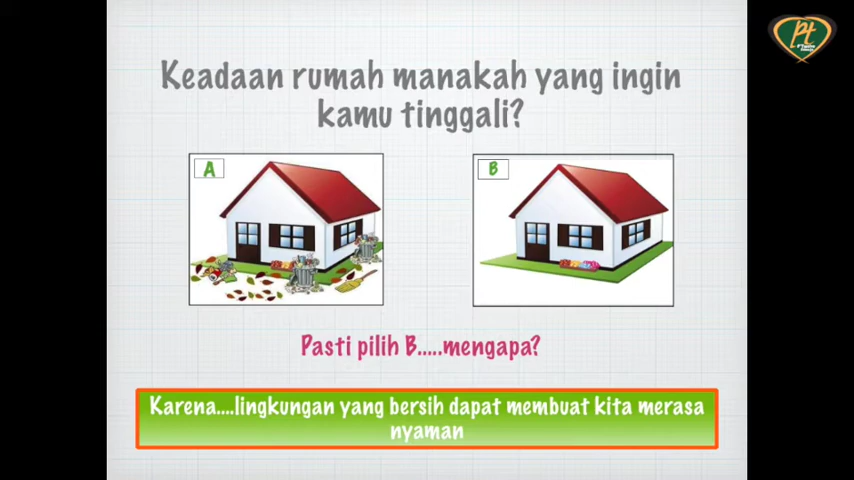 Keadaan rumah manakah yang ingin
kamu tinggali?
A
B
Pasti pilih B.....mengapa?
Karena....lingkungan yang bersih dapat membuat kita merasa
nyaman
pt